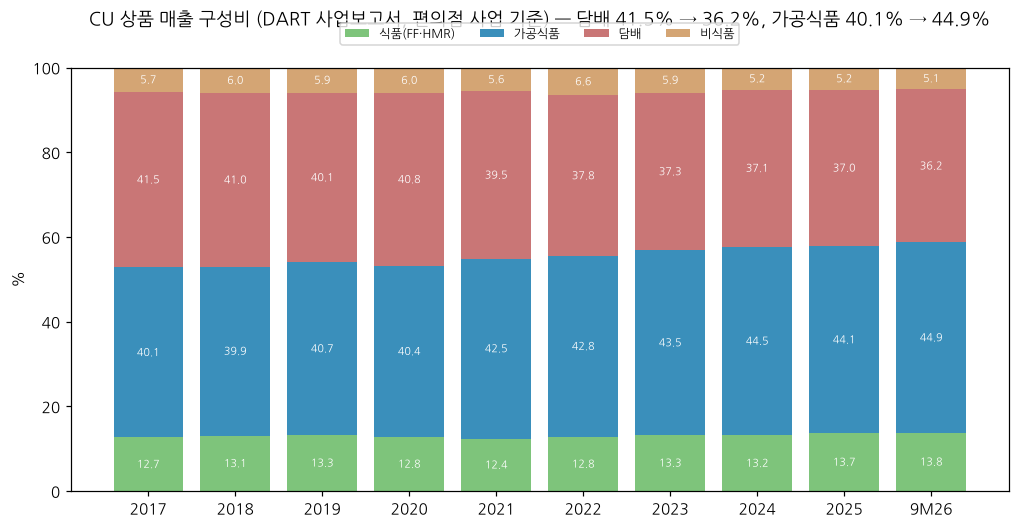 CU 상품 매출 구성비 (DART 사업보고서, 편의점 사업 기준) — 담배 41.5% → 36.2%, 가공식품 40.1% → 44.9%
식품(FF·HMR) 가공식품 담배 비식품
100
80
60
40
20
0
%
5.7 6.0 5.9 6.0 5.6 6.6 5.9 5.2 5.2 5.1
41.5 41.0 40.1 40.8 39.5 37.8 37.3 37.1 37.0 36.2
40.1 39.9 40.7 40.4 42.5 42.8 43.5 44.5 44.1 44.9
12.7 13.1 13.3 12.8 12.4 12.8 13.3 13.2 13.7 13.8
2017 2018 2019 2020 2021 2022 2023 2024 2025 9M26